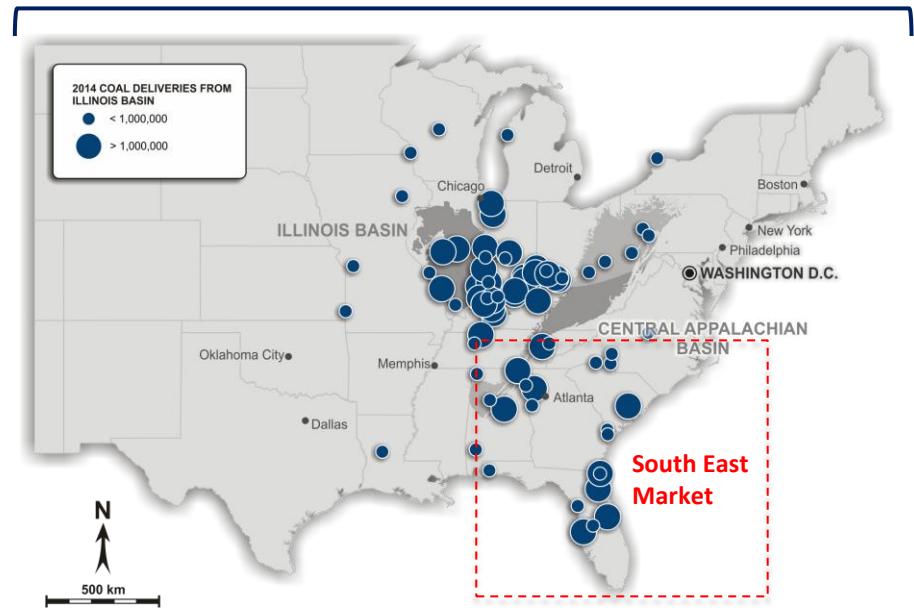 2014 COAL DELIVERIES FROM
ILLINOIS BASIN
< 1,000,000
> 1,000,000
Detroit
Boston
Chicago
ILLINOIS BASIN
New York
Philadelphia
WASHINGTON D.C.
CENTRAL APPALACHIAN
BASIN
Oklahoma City
Memphis
Atlanta
Dallas
South East
Market
N
500 km